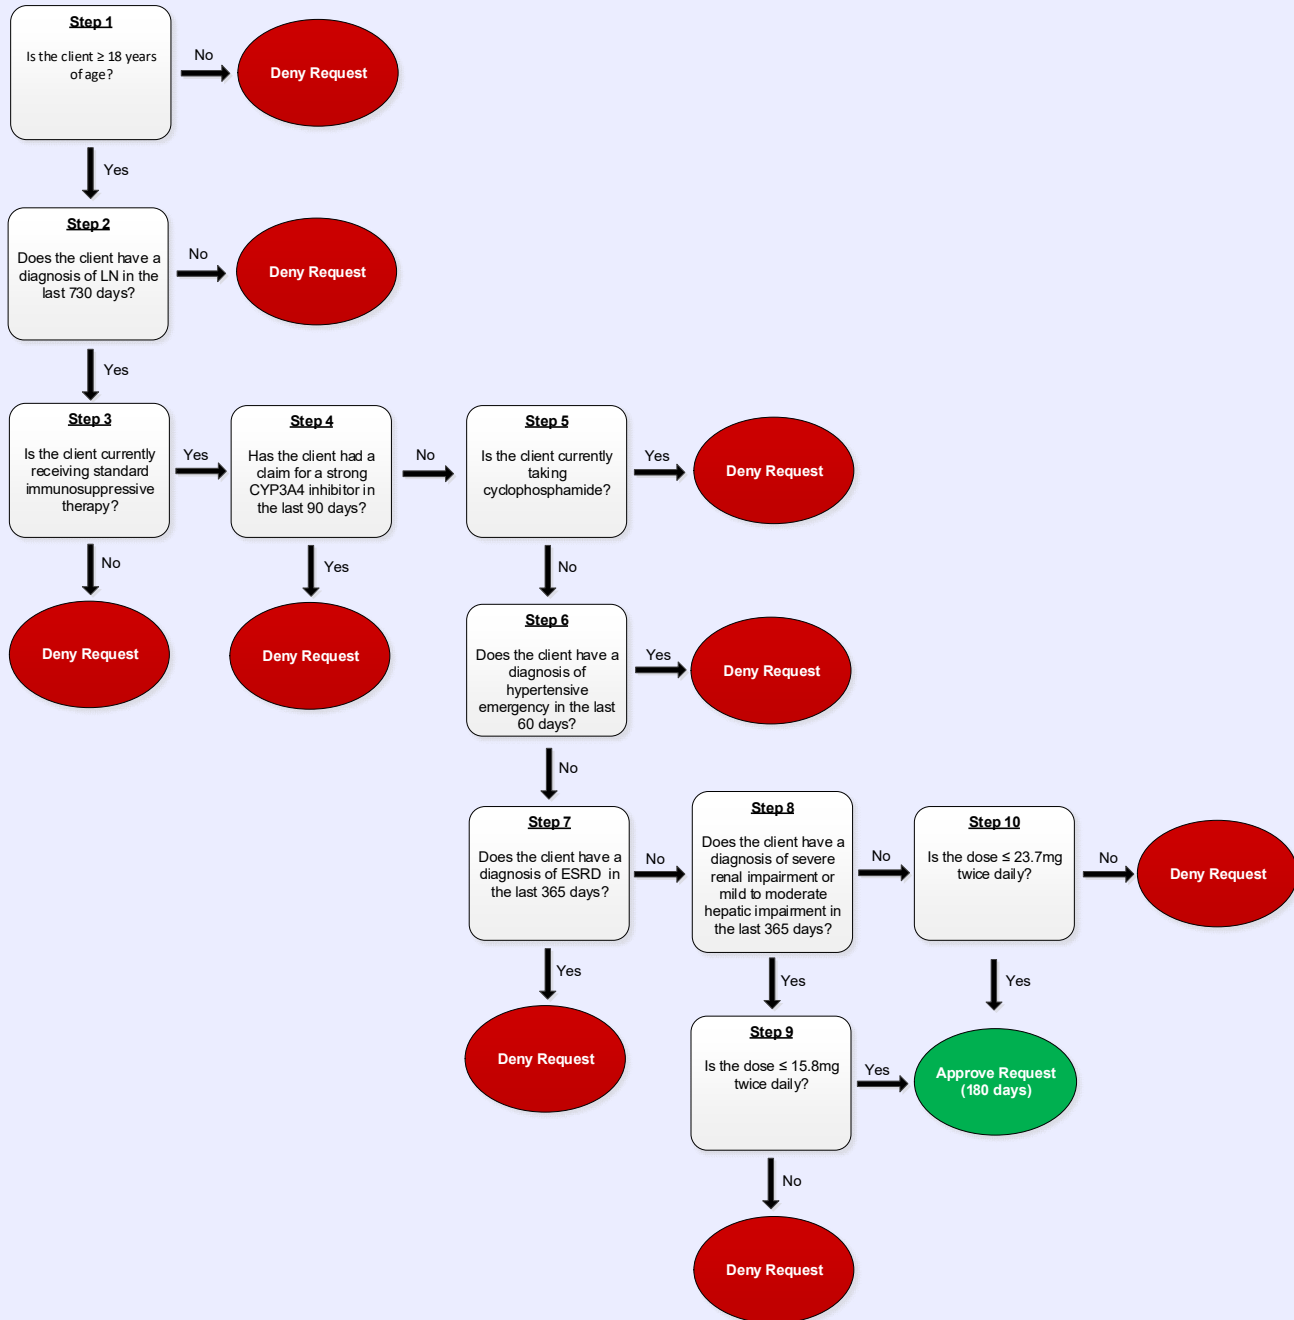 Step 1
Is the client ≥ 18 years
of age?
No
Deny Request
Yes
Step 2
Does the client have a
diagnosis of LN in the
last 730 days?
No
Deny Request
Yes
Step 3
Is the client currently
receiving standard
immunosuppressive
therapy?
Yes
No
Deny Request
Step 4
Has the client had a
claim for a strong
CYP3A4 inhibitor in
the last 90 days?
No
Yes
Deny Request
Step 5
Is the client currently
taking
cyclophosphamide?
Yes
Deny Request
No
Step 6
Does the client have a
diagnosis of
hypertensive
emergency in the last
60 days?
Yes
Deny Request
No
Step 7
Does the client have a
diagnosis of ESRD in
the last 365 days?
No
Yes
Deny Request
Step 8
Does the client have a
diagnosis of severe
renal impairment or
mild to moderate
hepatic impairment in
the last 365 days?
No
Yes
Step 10
Is the dose ≤ 23.7mg
twice daily?
No
Deny Request
Yes
Step 9
Is the dose ≤ 15.8mg
twice daily?
Yes
Approve Request
(180 days)
No
Deny Request